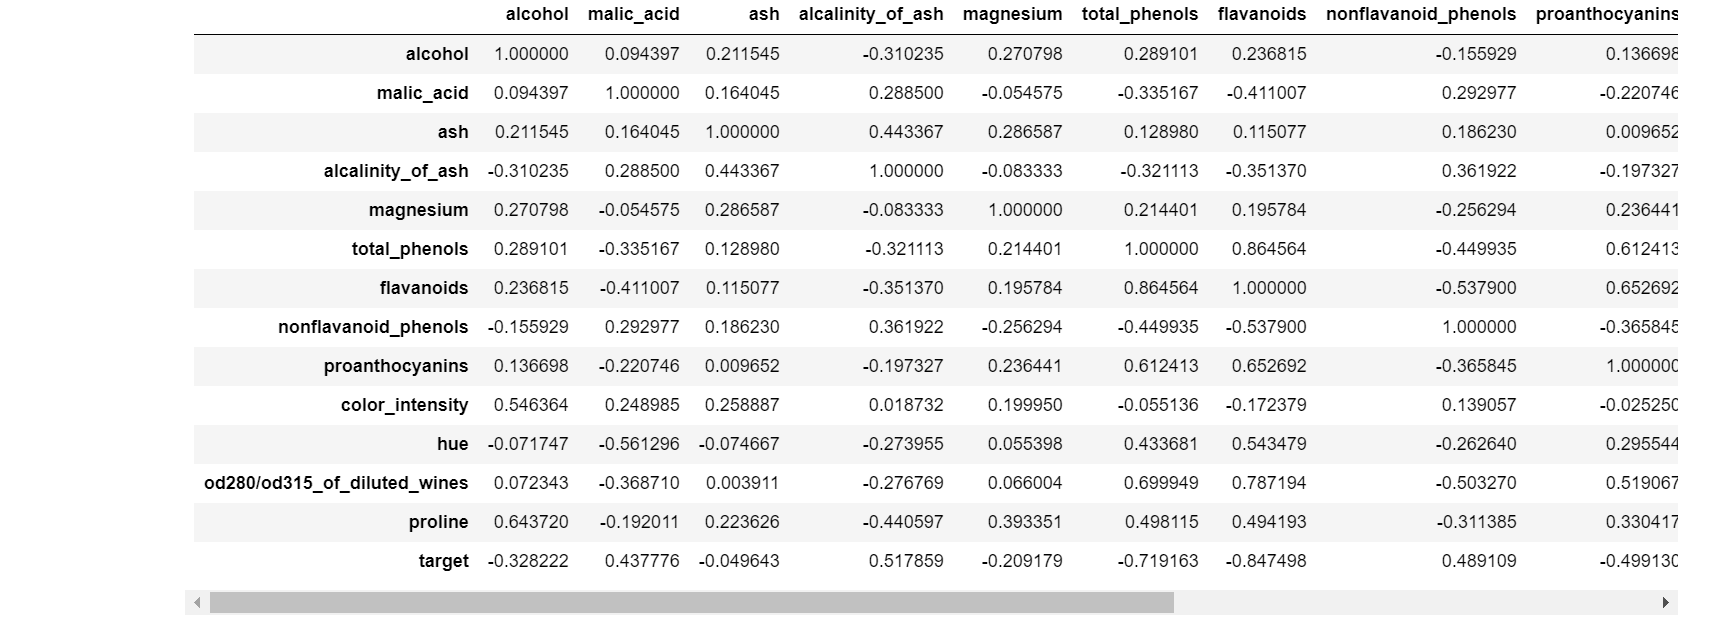 alcohol malic_acid ash alcalinity_of_ash magnesium total_phenols flavanoids nonflavanoid_phenols proanthocyanins
alcohol 1.000000 0.094397 0.211545 -0.310235 0.270798 0.289101 0.236815 -0.155929 0.136698
malic_acid 0.094397 1.000000 0.164045 0.288500 -0.054575 -0.335167 -0.411007 0.292977 -0.220746
ash 0.211545 0.164045 1.000000 0.443367 0.286587 0.128980 0.115077 0.186230 0.009652
alcalinity_of_ash -0.310235 0.288500 0.443367 1.000000 -0.083333 -0.321113 -0.351370 0.361922 -0.197327
magnesium 0.270798 -0.054575 0.286587 -0.083333 1.000000 0.214401 0.195784 -0.256294 0.236441
total_phenols 0.289101 -0.335167 0.128980 -0.321113 0.214401 1.000000 0.864564 -0.449935 0.612413
flavanoids 0.236815 -0.411007 0.115077 -0.351370 0.195784 0.864564 1.000000 -0.537900 0.652692
nonflavanoid_phenols -0.155929 0.292977 0.186230 0.361922 -0.256294 -0.449935 -0.537900 1.000000 -0.365845
proanthocyanins 0.136698 -0.220746 0.009652 -0.197327 0.236441 0.612413 0.652692 -0.365845 1.000000
color_intensity 0.546364 0.248985 0.258887 0.018732 0.199950 -0.055136 -0.172379 0.139057 -0.025250
hue -0.071747 -0.561296 -0.074667 -0.273955 0.055398 0.433681 0.543479 -0.262640 0.295544
od280/od315_of_diluted_wines 0.072343 -0.368710 0.003911 -0.276769 0.066004 0.699949 0.787194 -0.503270 0.519067
proline 0.643720 -0.192011 0.223626 -0.440597 0.393351 0.498115 0.494193 -0.311385 0.330417
target -0.328222 0.437776 -0.049643 0.517859 -0.209179 -0.719163 -0.847498 0.489109 -0.499130